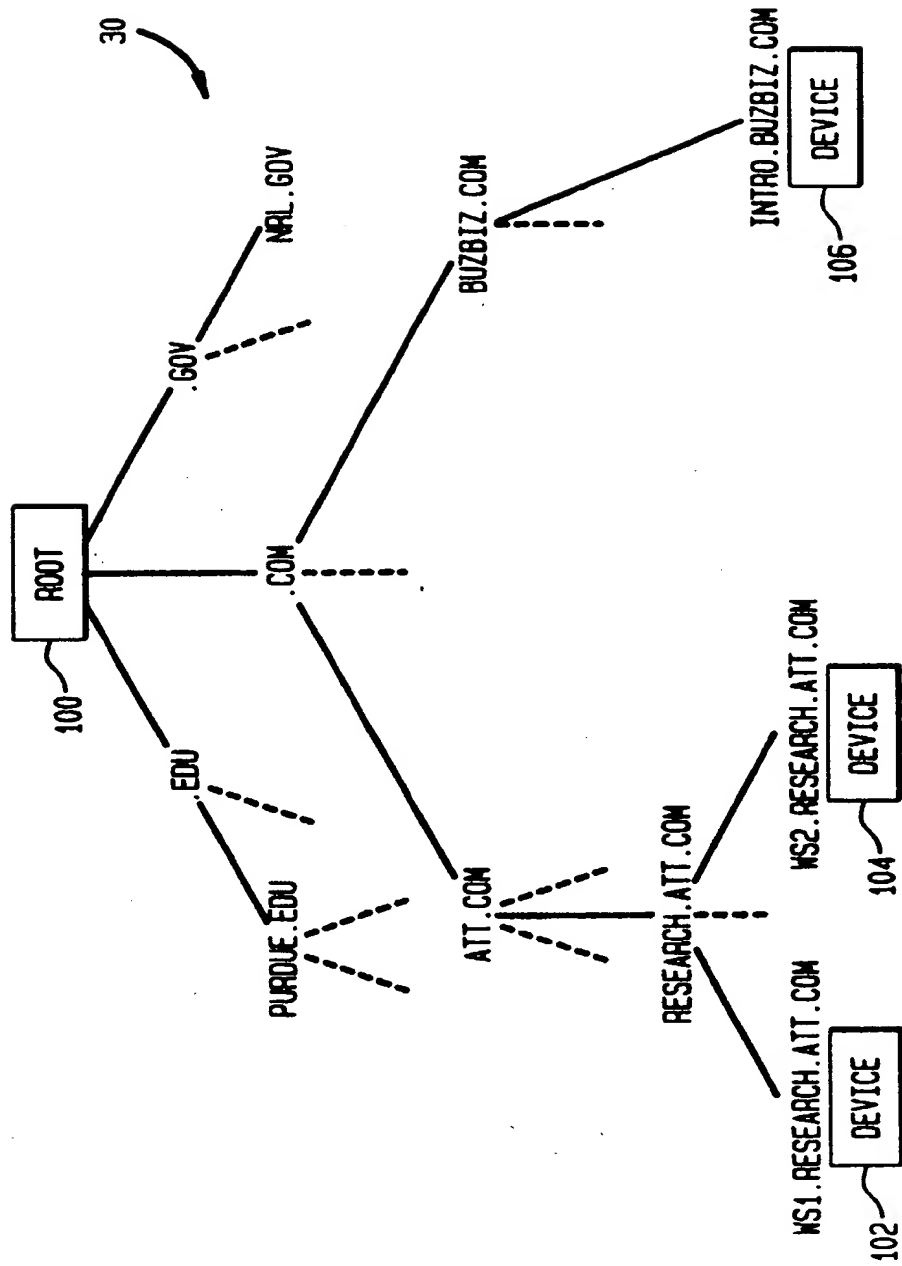 30
ROOT
100
.EDU
.GOV
PURDUE.EDU
.COM
NRL.GOV
ATT.COM
BUZBIZ.COM
RESEARCH.ATT.COM
WS1.RESEARCH.ATT.COM
WS2.RESEARCH.ATT.COM
INTRO.BUZBIZ.COM
DEVICE
DEVICE
DEVICE
102
104
106